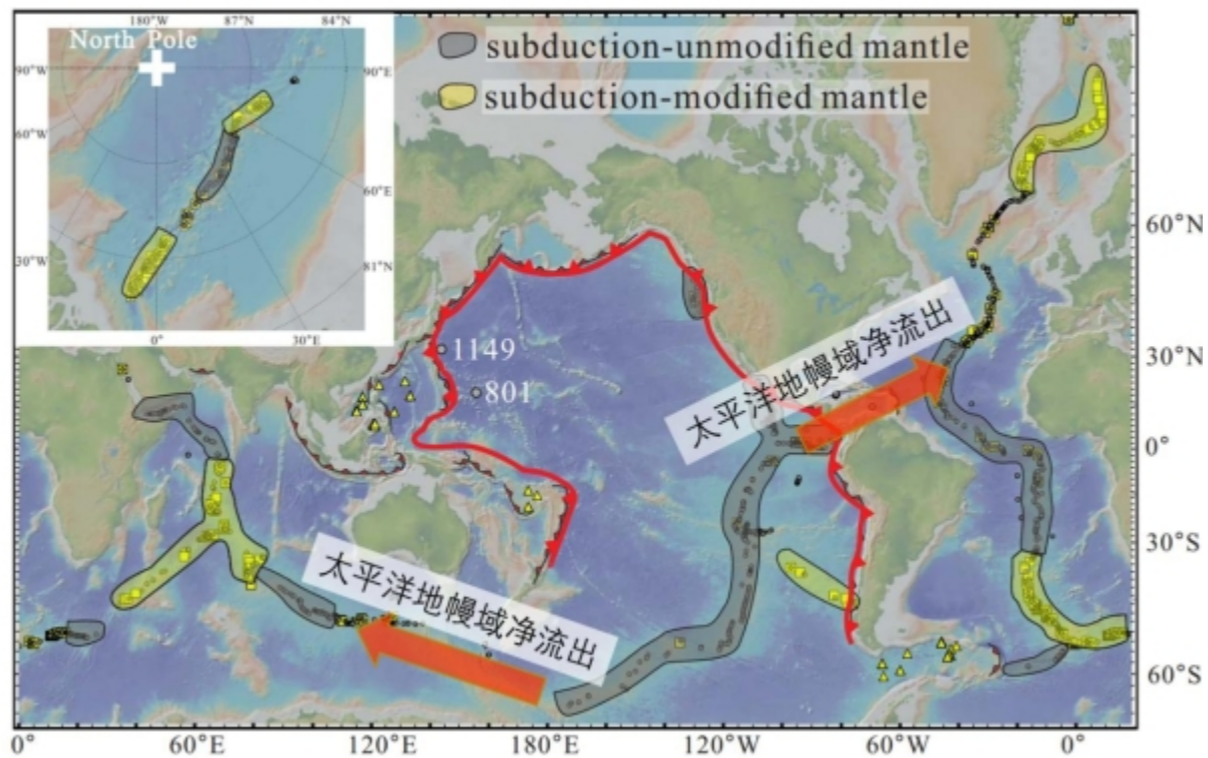 180°W
87°N
84°N
North Pole
90°W
90°E
60°W
60°E
30°W
81°N
0°
30°E
subduction-unmodified mantle
subduction-modified mantle
60°N
1149
30°N
801
太平洋地幔域净流出
0°
30°S
太平洋地幔域净流出
60°S
0°
60°E
120°E
180°W
120°W
60°W
0°